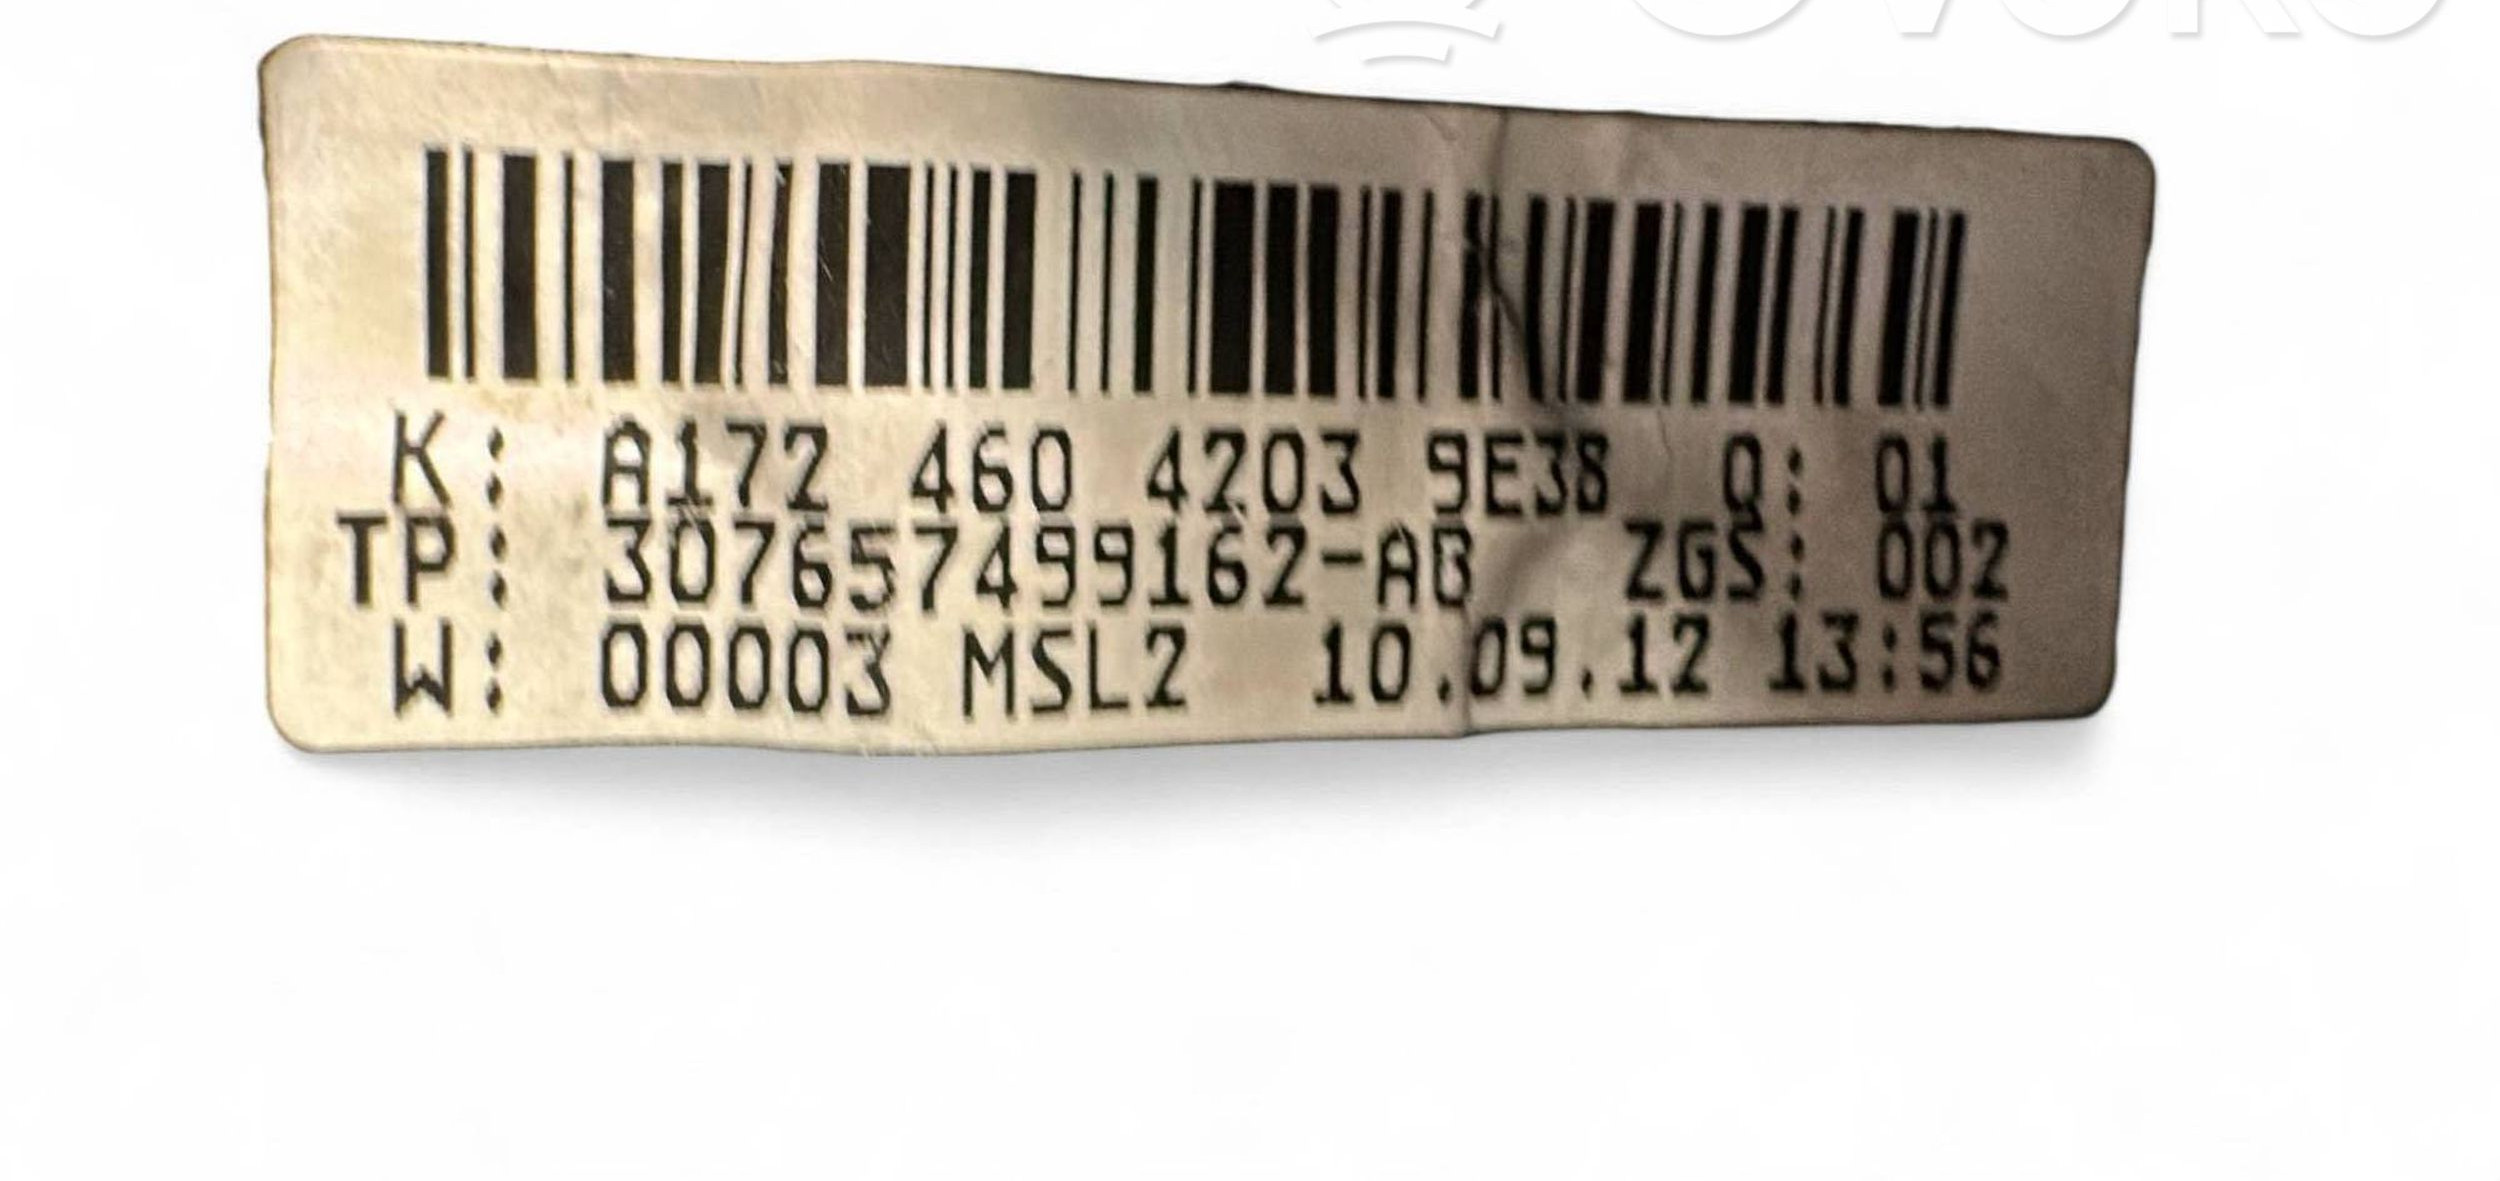 K: A172 460 4203 9E38 Q: 01
TP: 307657499162-AB ZGS: 002
W: 00003 MSL2 10.09.12 13:56